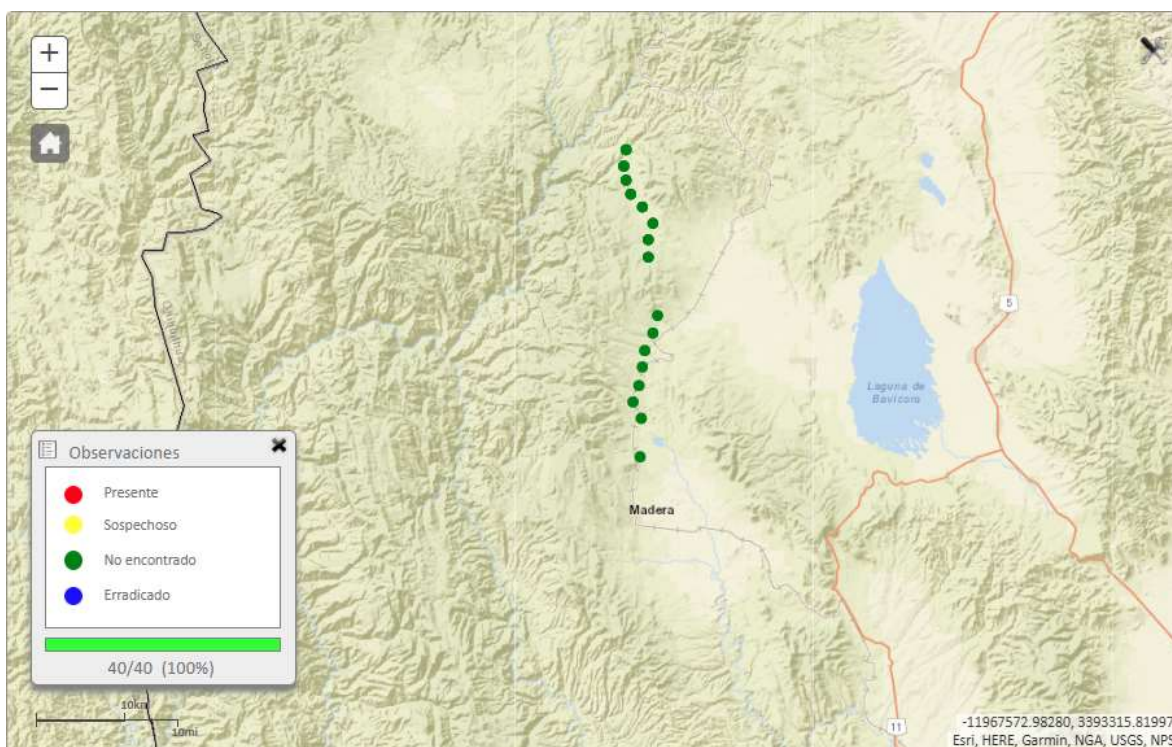 +
−
5
Laguna de
Bavicora
Observaciones
Presente
Sospechoso
No encontrado
Erradicado
40/40 (100%)
Madera
10km
10mi
11
-11967572.98280, 3393315.81997
Esri, HERE, Garmin, NGA, USGS, NPS